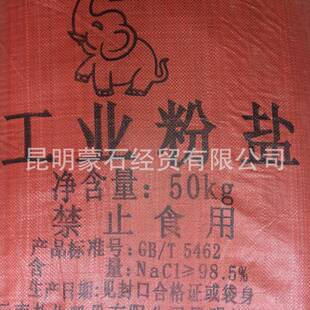 工业粉盐
昆明蒙石经贸有限公司
净含量：50kg
禁止食用
产品标准号：GB/T 5462
含 量：NaCl≥98.5%
生产日期：见封口合格证或袋身